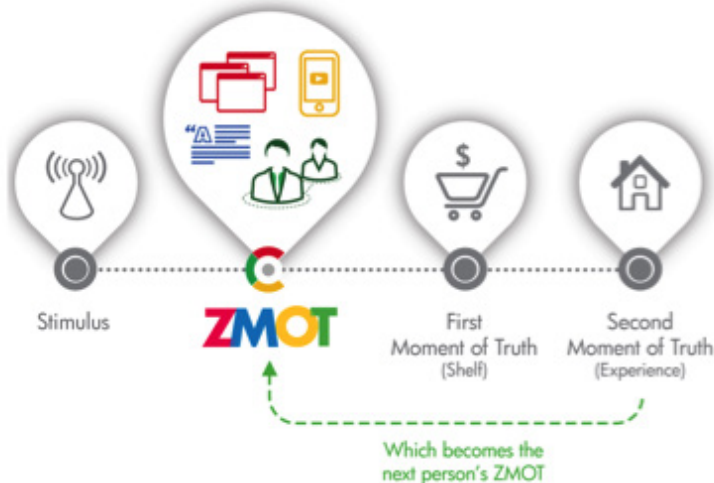 “A
$
Stimulus
ZMOT
First
Moment of Truth
(Shelf)
Second
Moment of Truth
(Experience)
Which becomes the
next person's ZMOT